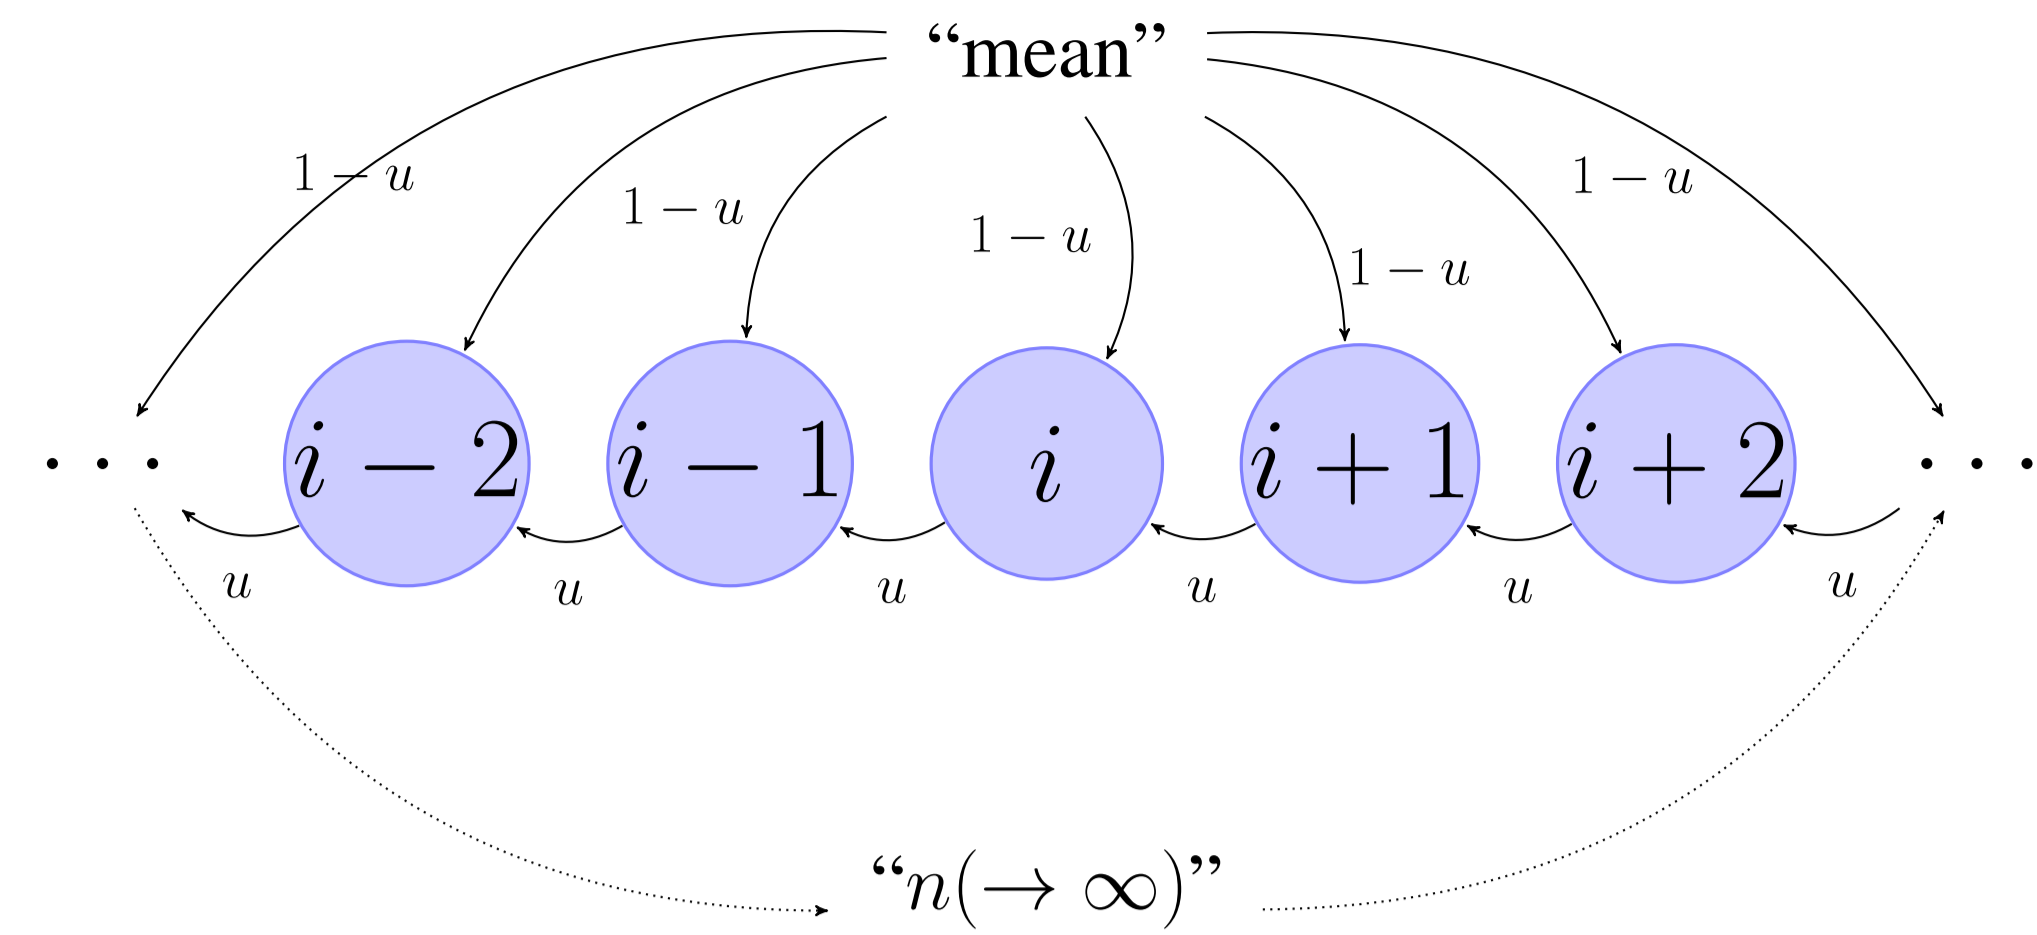 “mean”
1 − u
1 − u
1 − u
1 − u
1 − u
· · ·
i − 2
i − 1
i
i + 1
i + 2
· · ·
u
u
u
u
u
u
“n(→ ∞)”